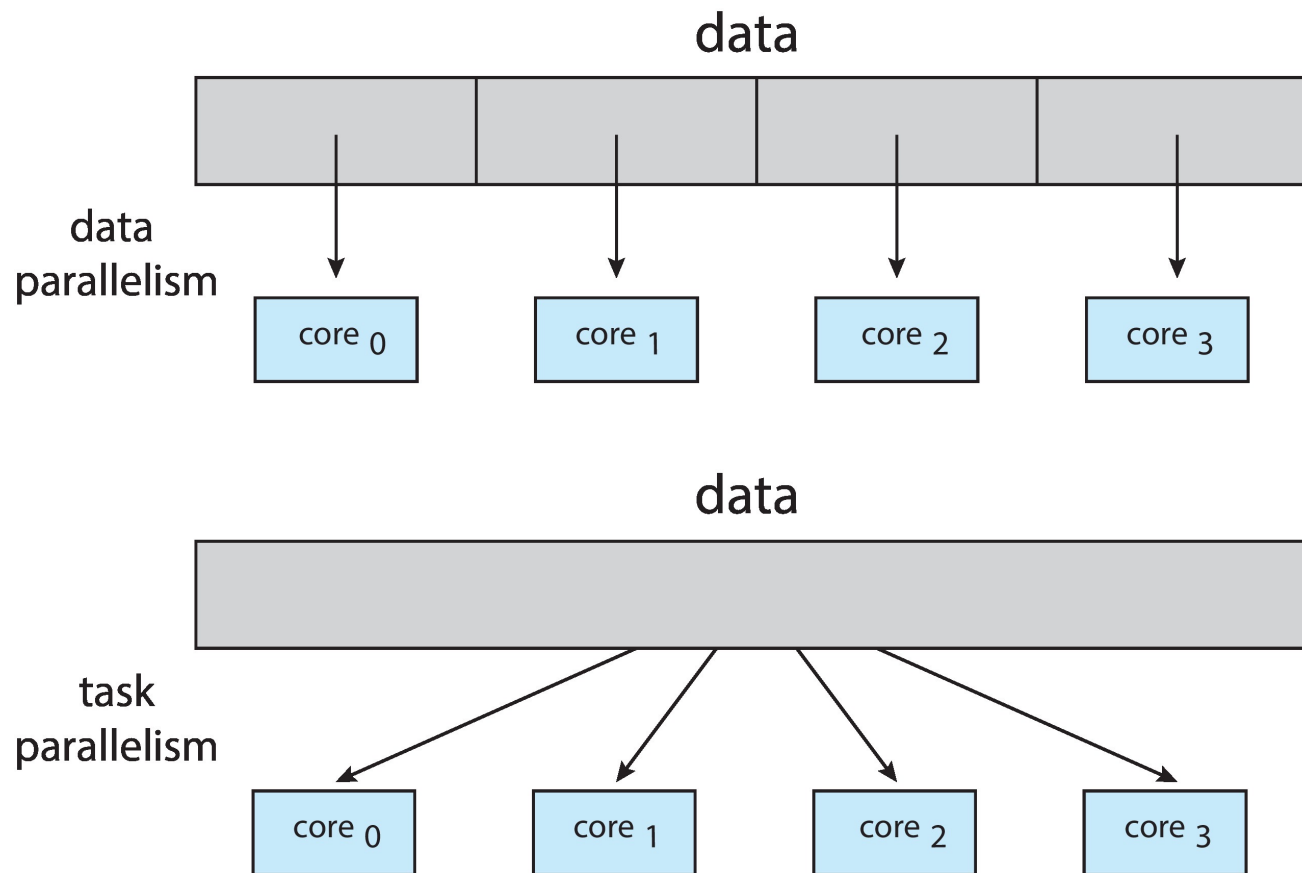 data
data
parallelism
core 0
core 1
core 2
core 3
data
task
parallelism
core 0
core 1
core 2
core 3